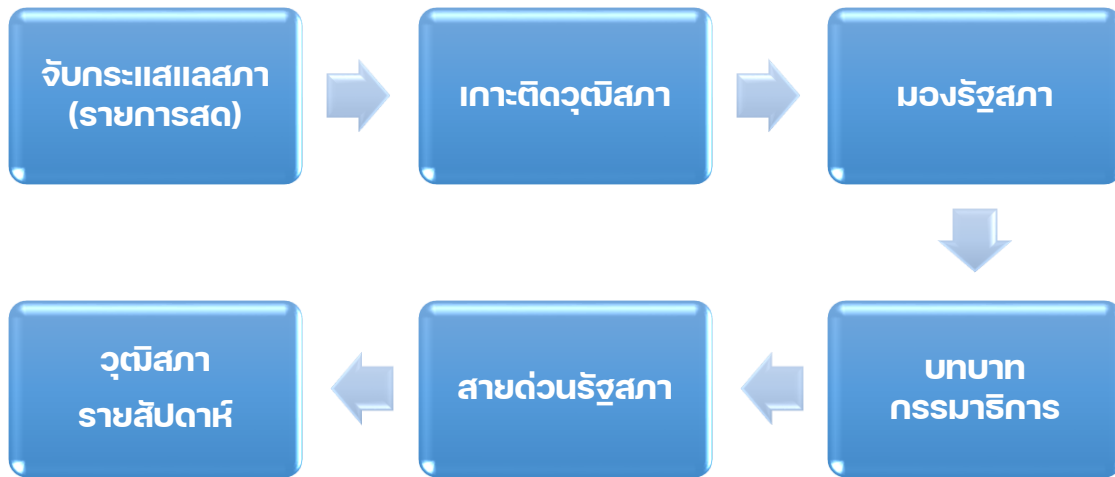 จับกระแสแลสภา
(รายการสด)
เกาะติดวุฒิสภา
มองรัฐสภา
บทบาท
กรรมาธิการ
สายด่วนรัฐสภา
วุฒิสภา
รายสัปดาห์